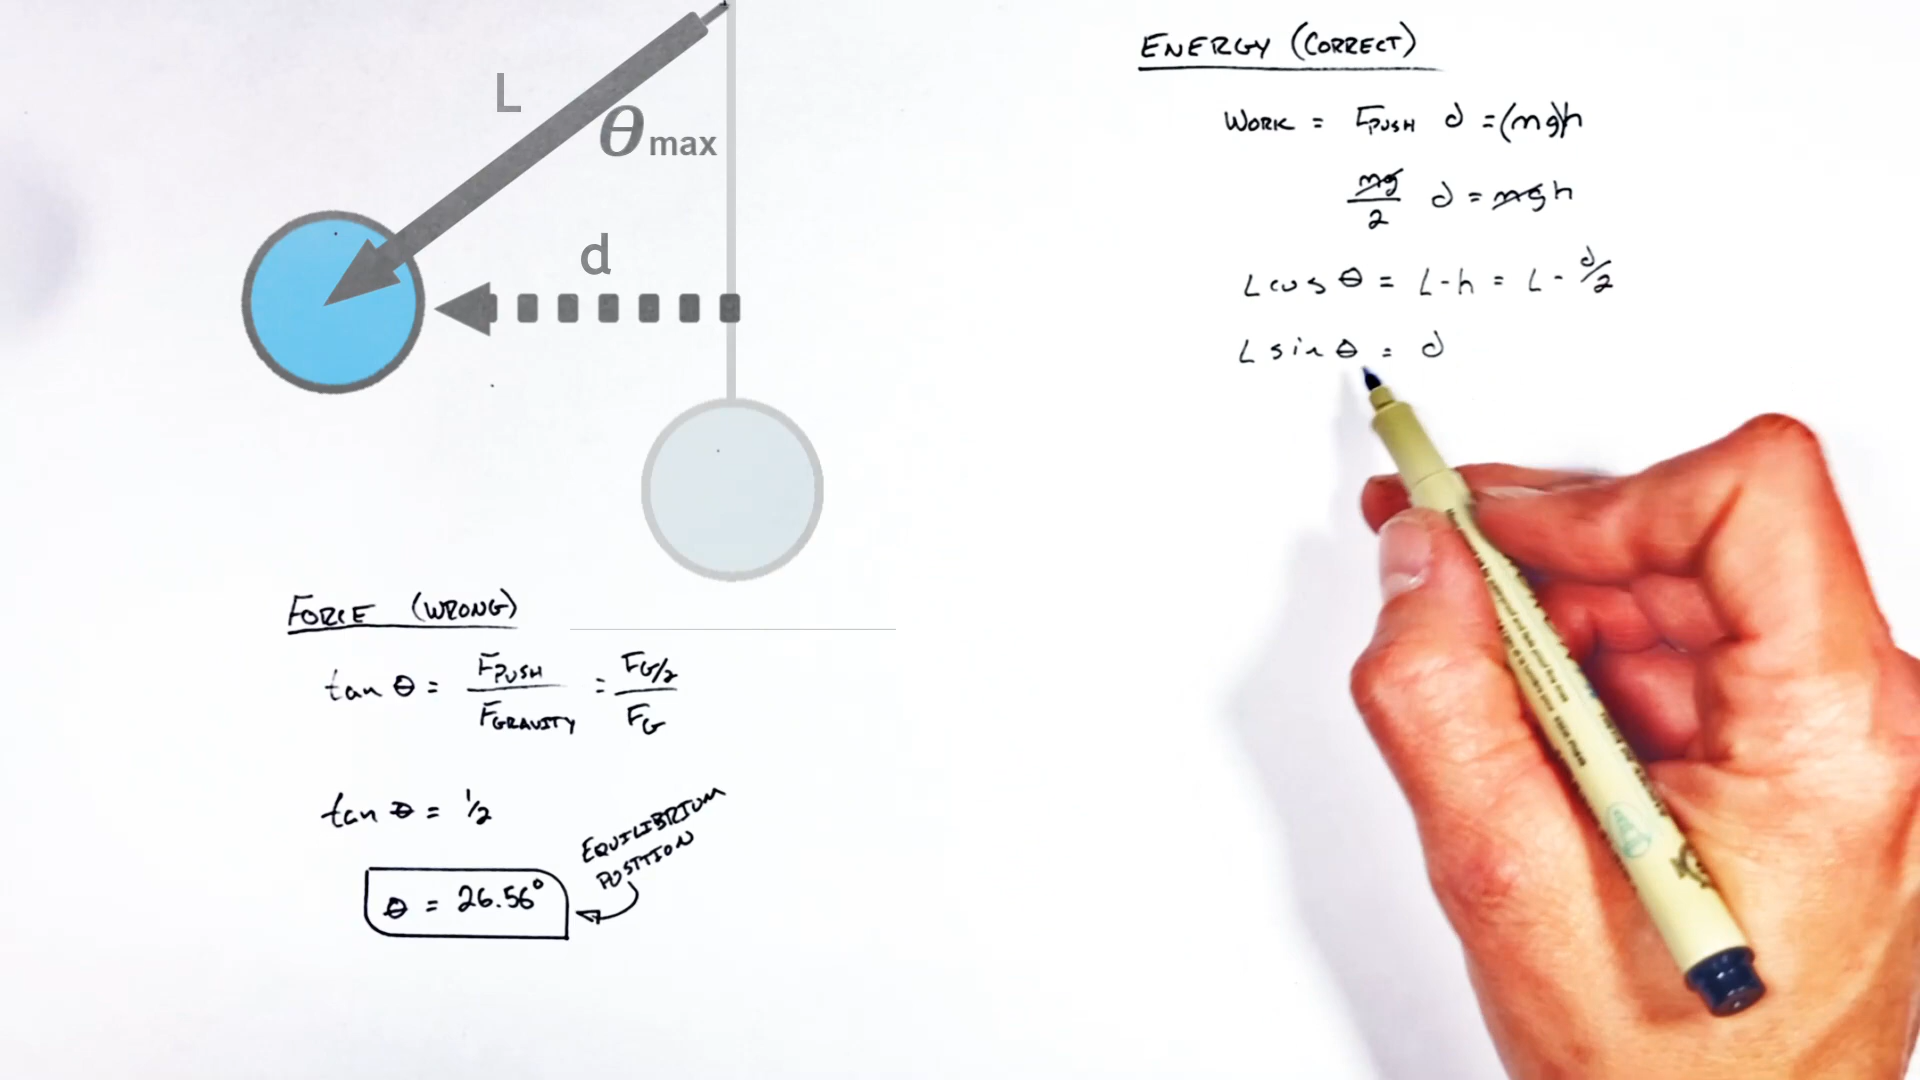 L
θmax
d
FORCE (WRONG)
tan θ = FPUSH / FGRAVITY = FG/2 / FG
tan θ = 1/2
θ = 26.56°
EQUILIBRIUM
POSITION
ENERGY (CORRECT)
WORK = FPUSH d = (mg)h
mg/2 d = mgh
L cos θ = L-h = L - d/2
L sin θ = d